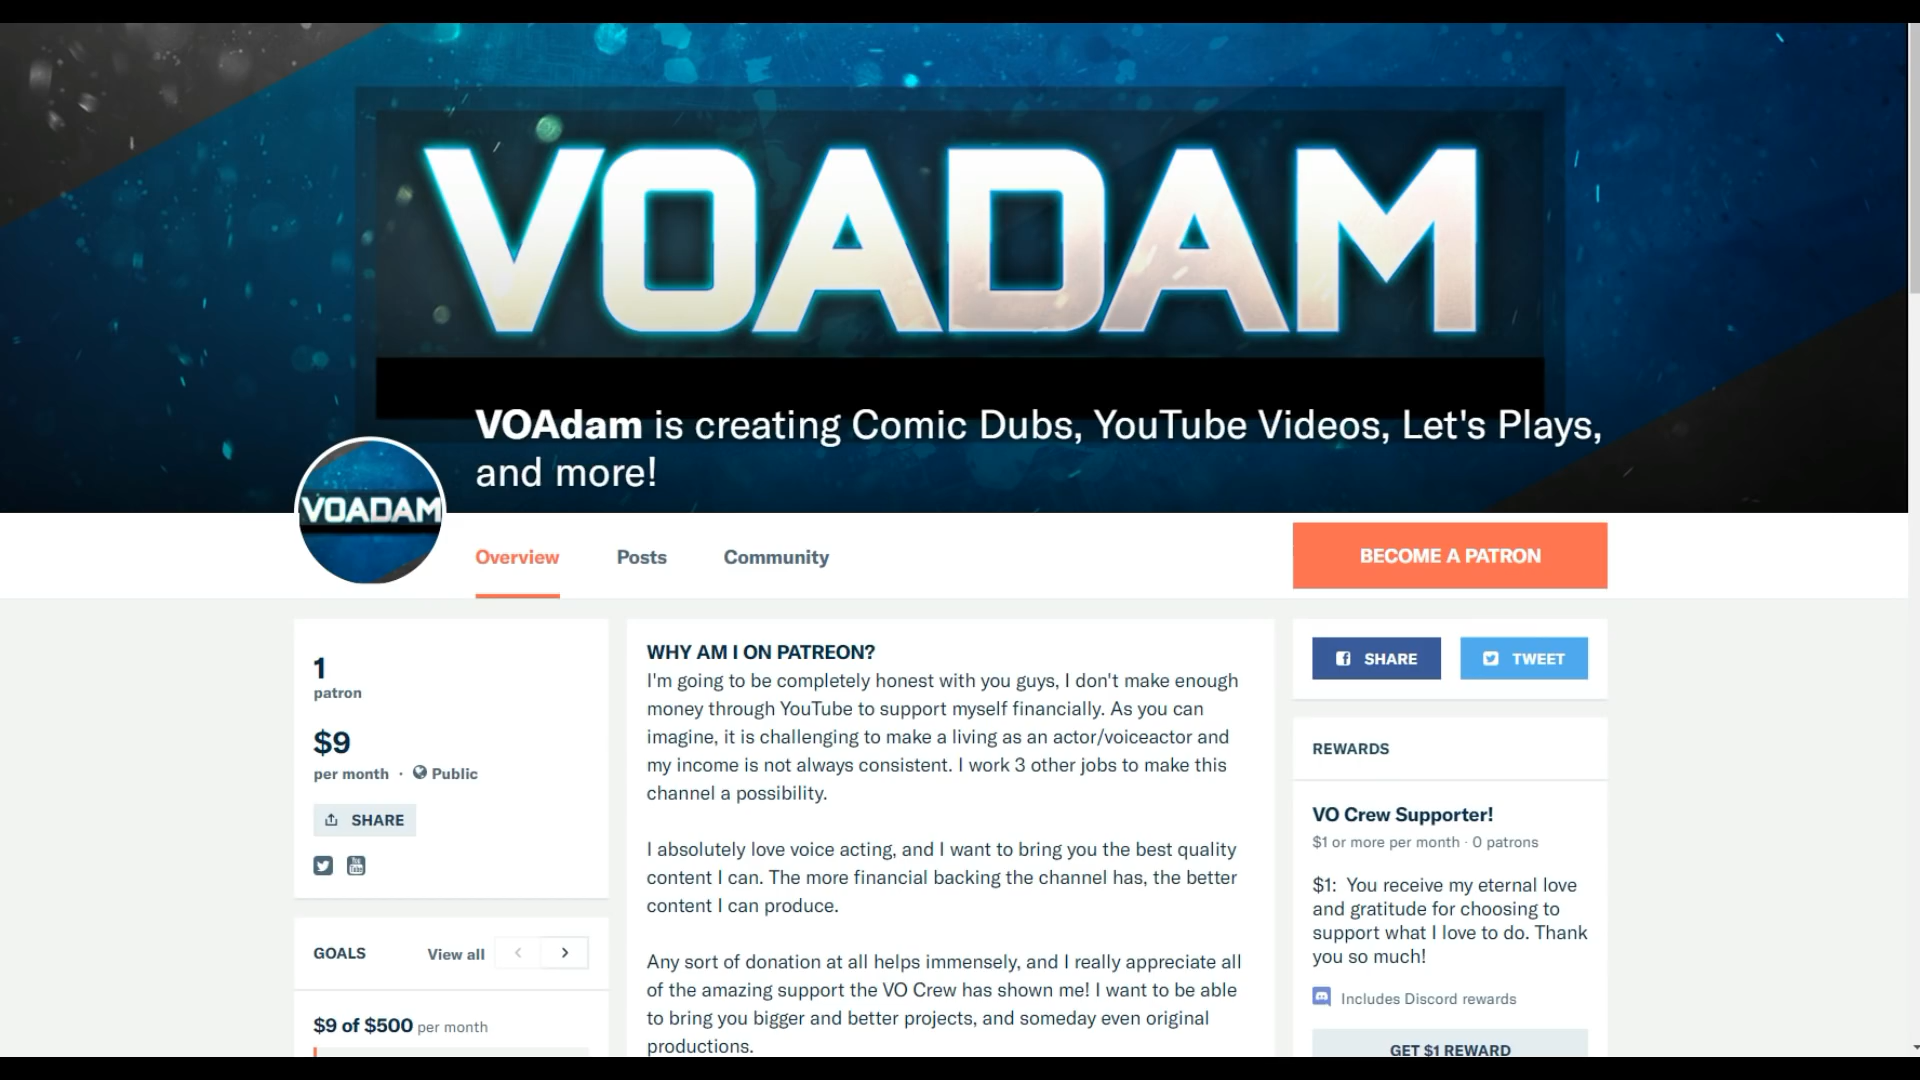 VOADAM
VOAdam is creating Comic Dubs, YouTube Videos, Let's Plays,
and more!
VOADAM
Overview
Posts
Community
BECOME A PATRON
1
patron
$9
per month · Public
SHARE
You
Tube
GOALS
View all
$9 of $500 per month
WHY AM I ON PATREON?
I'm going to be completely honest with you guys, I don't make enough
money through YouTube to support myself financially. As you can
imagine, it is challenging to make a living as an actor/voiceactor and
my income is not always consistent. I work 3 other jobs to make this
channel a possibility.
I absolutely love voice acting, and I want to bring you the best quality
content I can. The more financial backing the channel has, the better
content I can produce.
Any sort of donation at all helps immensely, and I really appreciate all
of the amazing support the VO Crew has shown me! I want to be able
to bring you bigger and better projects, and someday even original
productions.
SHARE
TWEET
REWARDS
VO Crew Supporter!
$1 or more per month · 0 patrons
$1: You receive my eternal love
and gratitude for choosing to
support what I love to do. Thank
you so much!
Includes Discord rewards
GET $1 REWARD